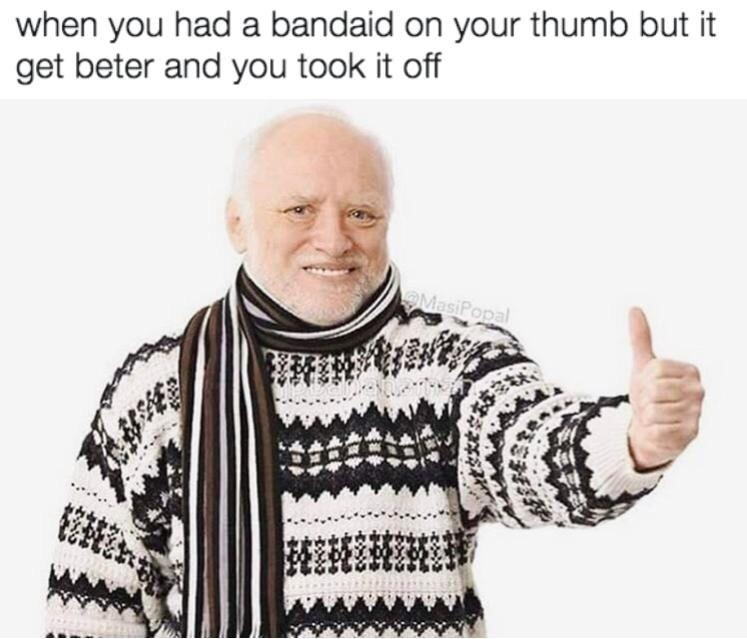 when you had a bandaid on your thumb but it
get beter and you took it off
@MasiPopal